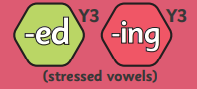 -ed Y3 -ing Y3
(stressed vowels)